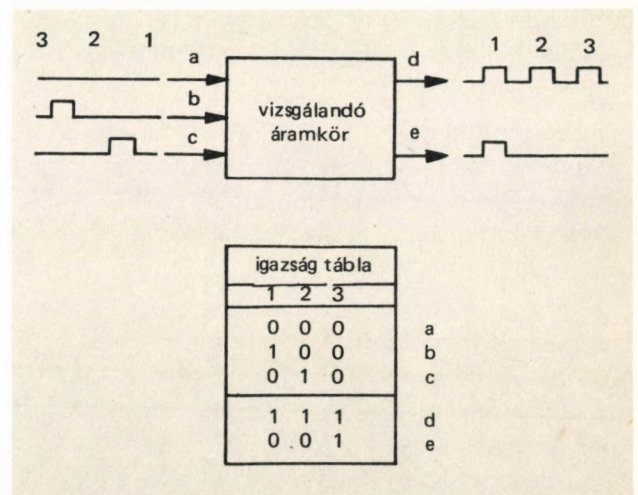 3 2 1
a
b
c
vizsgálandó
áramkör
d
e
1 2 3
igazság tábla
1 2 3
0 0 0 a
1 0 0 b
0 1 0 c
1 1 1 d
0 0 1 e